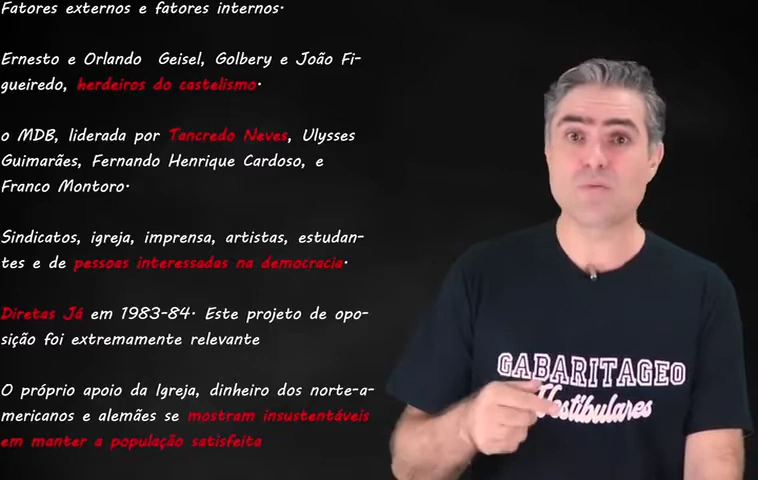 Fatores externos e fatores internos.
Ernesto e Orlando Geisel, Golbery e João Fi-
gueiredo, herdeiros do castelismo.
o MDB, liderada por Tancredo Neves, Ulysses
Guimarães, Fernando Henrique Cardoso, e
Franco Montoro.
Sindicatos, igreja, imprensa, artistas, estudan-
tes e de pessoas interessadas na democracia.
Diretas Já em 1983-84. Este projeto de opo-
sição foi extremamente relevante
O próprio apoio da Igreja, dinheiro dos norte-a-
mericanos e alemães se mostram insustentáveis
em manter a população satisfeita
GABARITAGEO
Vestibulares